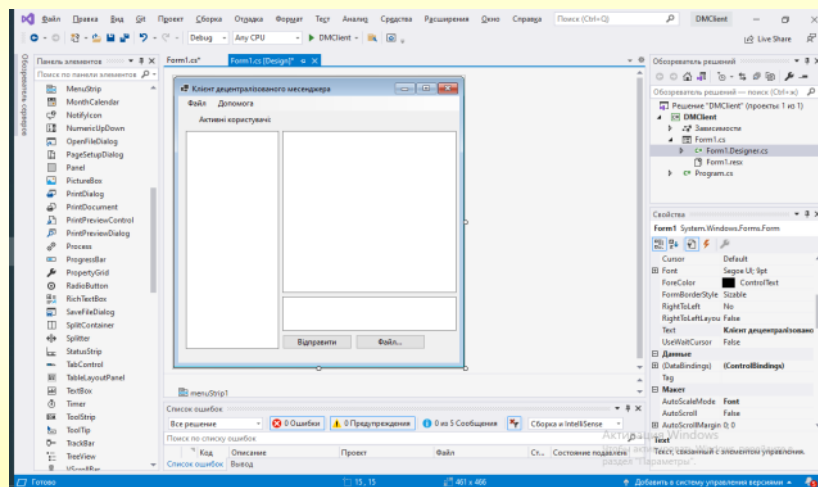 Файл Правка Вид Git Проект Сборка Отладка Формат Тест Анализ Средства Расширения Окно Справка Поиск (Ctrl+Q) DMClient
Debug Any CPU DMClient Live Share
Обозреватель серверов
Панель элементов
Поиск по панели элементов
MenuStrip
MonthCalendar
NotifyIcon
NumericUpDown
OpenFileDialog
PageSetupDialog
Panel
PictureBox
PrintDialog
PrintDocument
PrintPreviewControl
PrintPreviewDialog
Process
ProgressBar
PropertyGrid
RadioButton
RichTextBox
SaveFileDialog
SplitContainer
Splitter
StatusStrip
TabControl
TableLayoutPanel
TextBox
Timer
ToolStrip
ToolTip
TrackBar
TreeView
VScrollBar
Form1.cs* Form1.cs [Design]*
Клієнт децентралізованого месенджера
Файл Допомога
Активні користувачі
Відправити Файл...
menuStrip1
Список ошибок
Все решение 0 Ошибки 0 Предупреждения 0 из 5 Сообщения Сборка и IntelliSense
Поиск по списку ошибок
Код Описание Проект Файл Ст... Состояние подавлен
Список ошибок Вывод
Обозреватель решений
Обозреватель решений — поиск (Ctrl+ж)
Решение "DMClient" (проекты: 1 из 1)
DMClient
Зависимости
Form1.cs
Form1.Designer.cs
Form1.resx
Program.cs
Свойства
Form1 System.Windows.Forms.Form
Cursor Default
Font Segoe UI; 9pt
ForeColor ControlText
FormBorderStyle Sizable
RightToLeft No
RightToLeftLayou False
Text Клієнт децентралізовано
UseWaitCursor False
Данные
(DataBindings) (ControlBindings)
Tag
Макет
AutoScaleMode Font
AutoScroll False
AutoScrollMargin 0; 0
Text
Текст, связанный с элементом управления.
Активация Windows
раздел "Параметры".
Готово 15, 15 461 x 466 Добавить в систему управления версиями